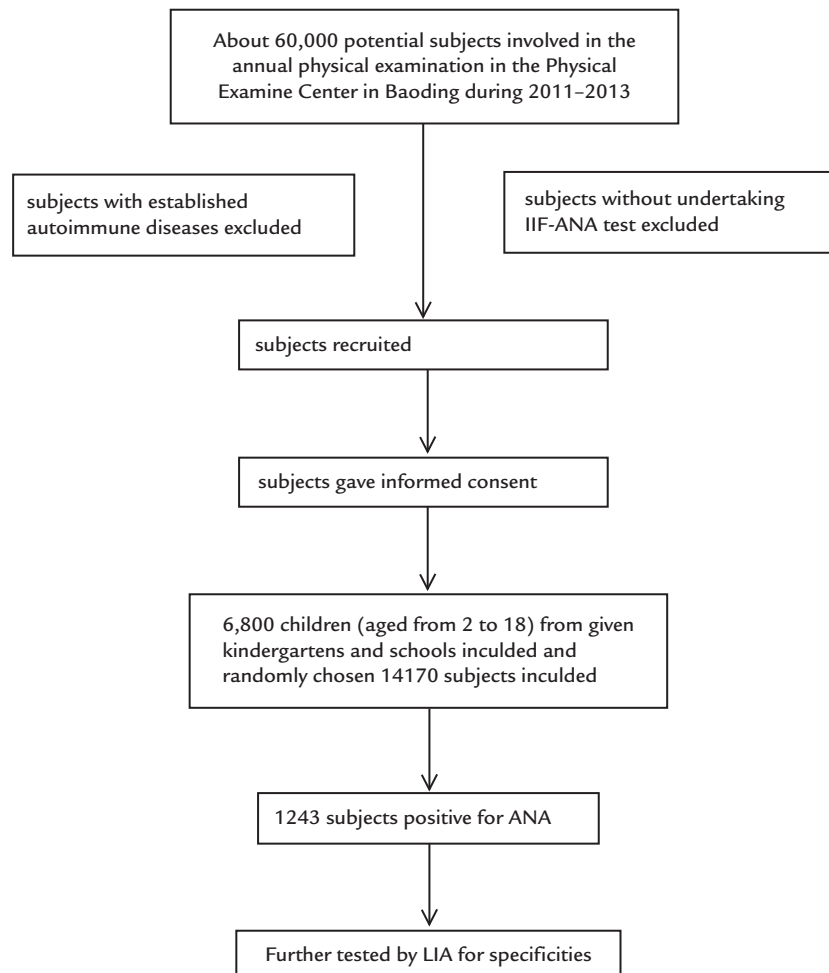 About 60,000 potential subjects involved in the
annual physical examination in the Physical
Examine Center in Baoding during 2011–2013
subjects with established
autoimmune diseases excluded
subjects without undertaking
IIF-ANA test excluded
subjects recruited
subjects gave informed consent
6,800 children (aged from 2 to 18) from given
kindergartens and schools inculded and
randomly chosen 14170 subjects inculded
1243 subjects positive for ANA
Further tested by LIA for specificities